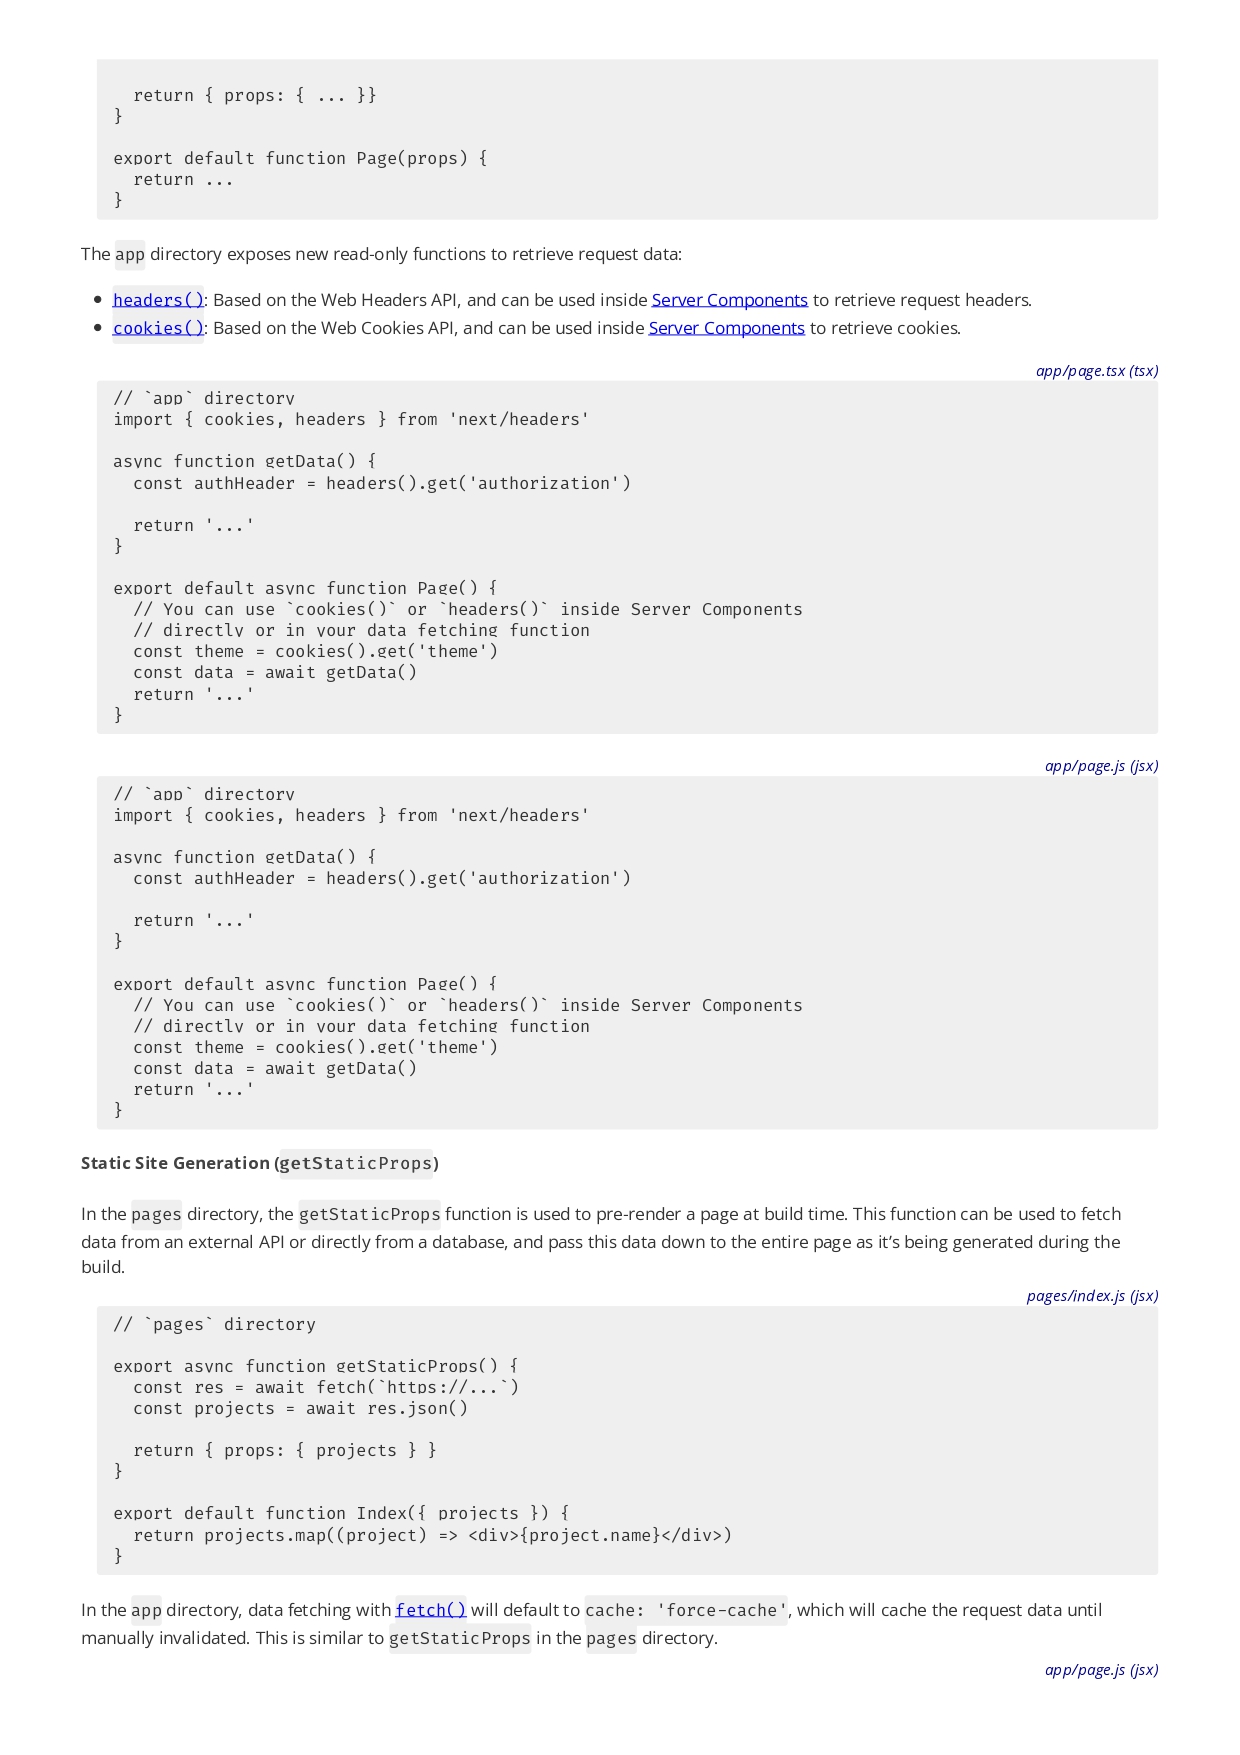 return { props: { ... }}
}

export default function Page(props) {
  return ...
}
The app directory exposes new read-only functions to retrieve request data:
• headers(): Based on the Web Headers API, and can be used inside Server Components to retrieve request headers.
• cookies(): Based on the Web Cookies API, and can be used inside Server Components to retrieve cookies.
app/page.tsx (tsx)
// `app` directory
import { cookies, headers } from 'next/headers'

async function getData() {
  const authHeader = headers().get('authorization')

  return '...'
}

export default async function Page() {
  // You can use `cookies()` or `headers()` inside Server Components
  // directly or in your data fetching function
  const theme = cookies().get('theme')
  const data = await getData()
  return '...'
}
app/page.js (jsx)
// `app` directory
import { cookies, headers } from 'next/headers'

async function getData() {
  const authHeader = headers().get('authorization')

  return '...'
}

export default async function Page() {
  // You can use `cookies()` or `headers()` inside Server Components
  // directly or in your data fetching function
  const theme = cookies().get('theme')
  const data = await getData()
  return '...'
}
Static Site Generation (getStaticProps)
In the pages directory, the getStaticProps function is used to pre-render a page at build time. This function can be used to fetch
data from an external API or directly from a database, and pass this data down to the entire page as it’s being generated during the
build.
pages/index.js (jsx)
// `pages` directory

export async function getStaticProps() {
  const res = await fetch(`https://...`)
  const projects = await res.json()

  return { props: { projects } }
}

export default function Index({ projects }) {
  return projects.map((project) => <div>{project.name}</div>)
}
In the app directory, data fetching with fetch() will default to cache: 'force-cache', which will cache the request data until
manually invalidated. This is similar to getStaticProps in the pages directory.
app/page.js (jsx)